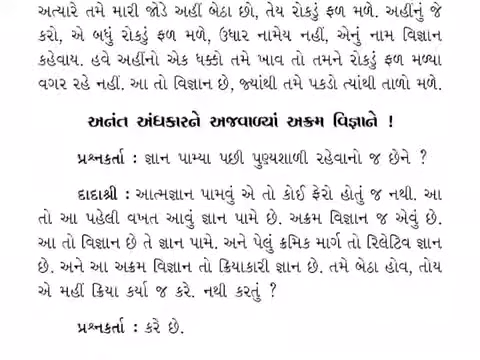 અત્યારે તમે મારી જોડે અહીં બેઠા છો, તેય રોકડું ફળ મળે. અહીંનું જે
કરો, એ બધું રોકડું ફળ મળે, ઉધાર નામેય નહીં, એનું નામ વિજ્ઞાન
કહેવાય. હવે અહીંનો એક ધક્કો તમે ખાવ તો તમને રોકડું ફળ મળ્યા
વગર રહે નહીં. આ તો વિજ્ઞાન છે, જ્યાંથી તમે પકડો ત્યાંથી તાળો મળે.
અનંત અંધકારને અજવાળ્યાં અક્રમ વિજ્ઞાને !
પ્રશ્નકર્તા : જ્ઞાન પામ્યા પછી પુણ્યશાળી રહેવાનો જ છેને ?
દાદાશ્રી : આત્મજ્ઞાન પામવું એ તો કોઈ ફેરો હોતું જ નથી. આ
તો આ પહેલી વખત આવું જ્ઞાન પામે છે. અક્રમ વિજ્ઞાન જ એવું છે.
આ તો વિજ્ઞાન છે તે જ્ઞાન પામે. અને પેલું ક્રમિક માર્ગ તો રિલેટિવ જ્ઞાન
છે. અને આ અક્રમ વિજ્ઞાન તો ક્રિયાકારી જ્ઞાન છે. તમે બેઠા હોવ, તોય
એ મહીં ક્રિયા કર્યા જ કરે. નથી કરતું ?
પ્રશ્નકર્તા : કરે છે.